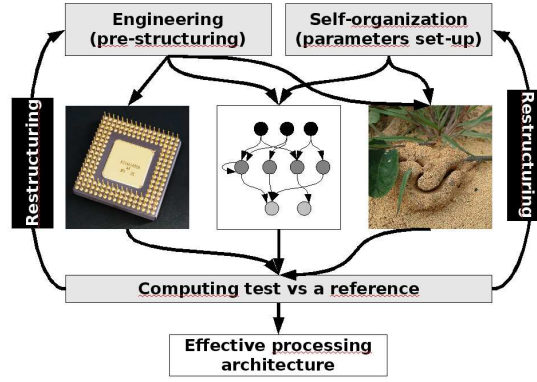 Engineering
(pre-structuring)
Self-organization
(parameters set-up)
Restructuring
Restructuring
Computing test vs a reference
Effective processing
architecture